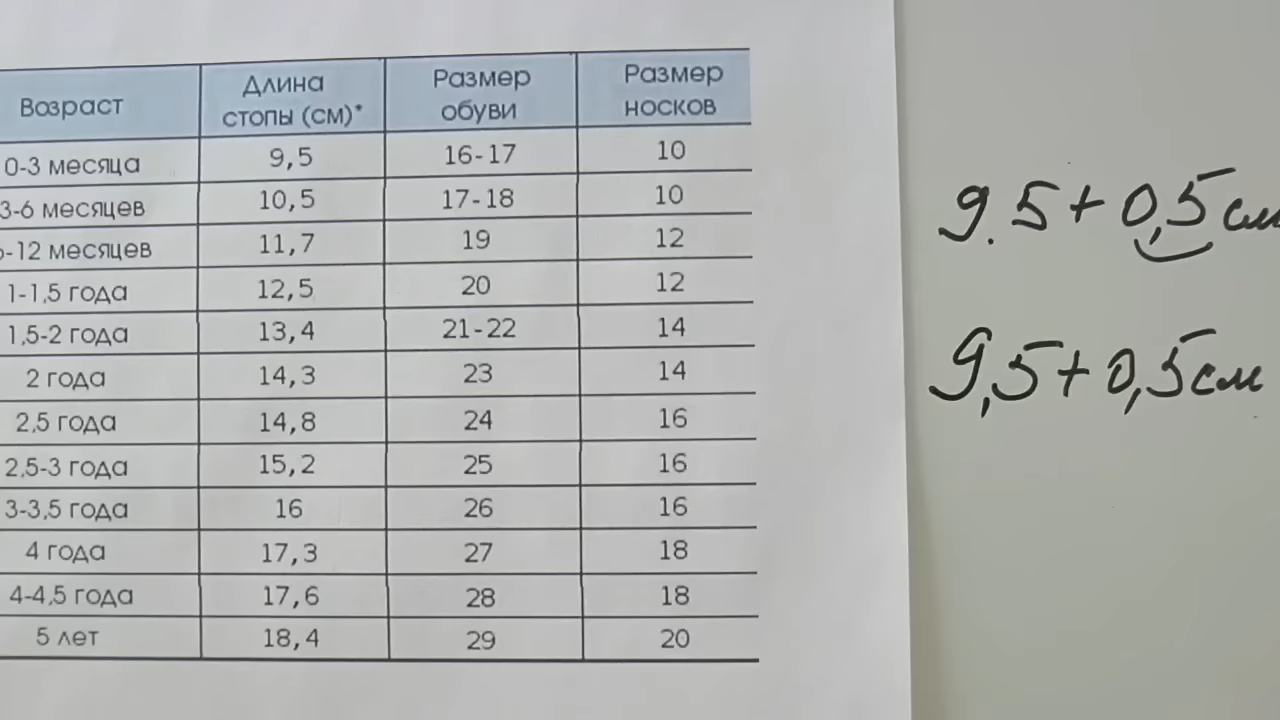 Возраст Длина стопы (см)* Размер обуви Размер носков
0-3 месяца 9,5 16-17 10
3-6 месяцев 10,5 17-18 10
6-12 месяцев 11,7 19 12
1-1,5 года 12,5 20 12
1,5-2 года 13,4 21-22 14
2 года 14,3 23 14
2,5 года 14,8 24 16
2,5-3 года 15,2 25 16
3-3,5 года 16 26 16
4 года 17,3 27 18
4-4,5 года 17,6 28 18
5 лет 18,4 29 20
9.5+0,5см
9,5+0,5см